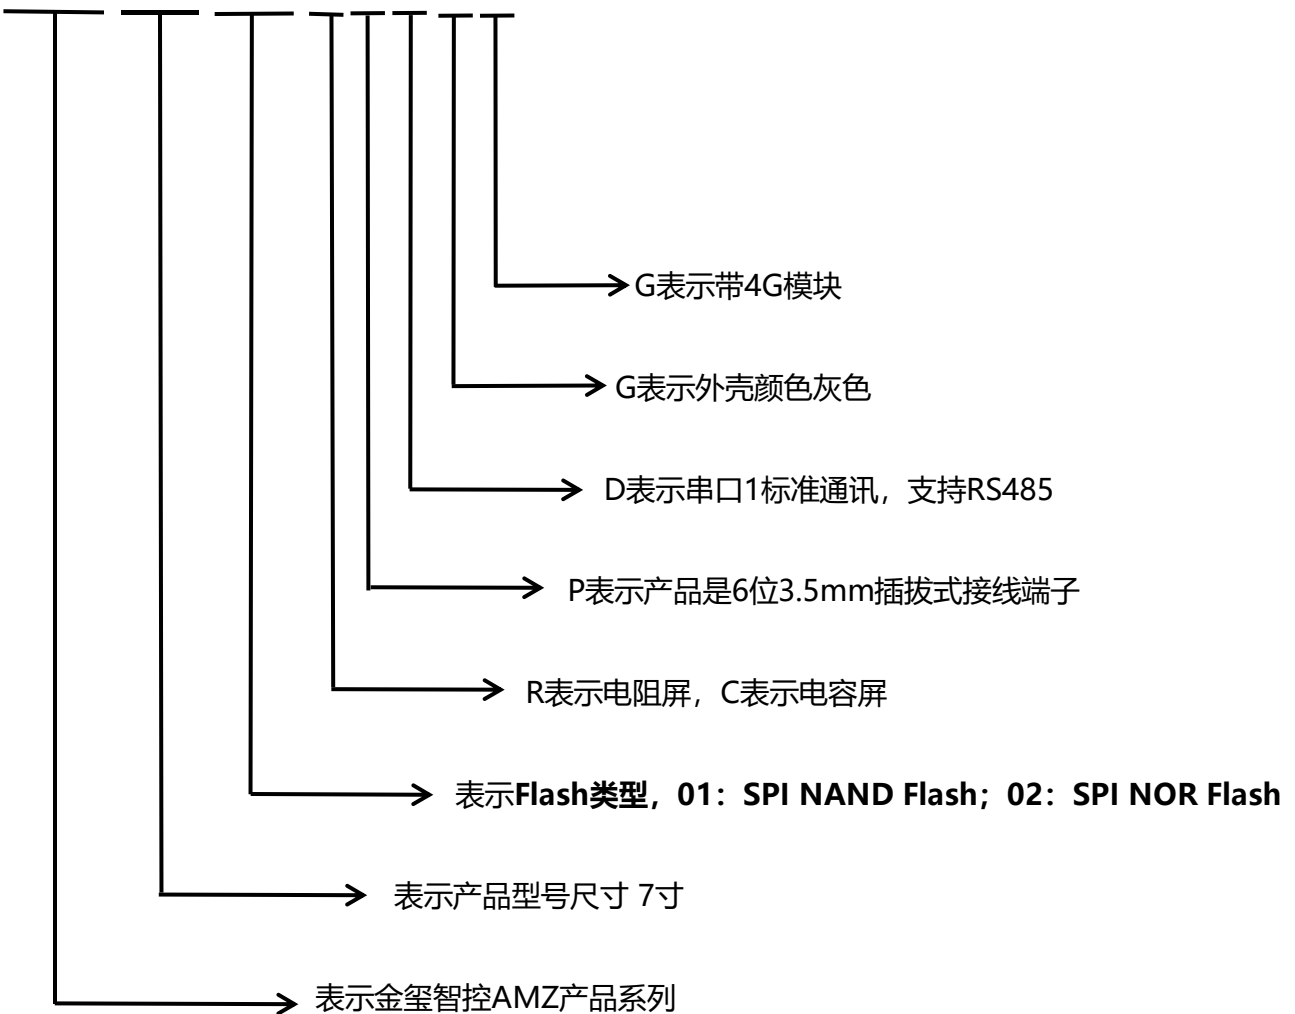 G表示带4G模块
G表示外壳颜色灰色
D表示串口1标准通讯，支持RS485
P表示产品是6位3.5mm插拔式接线端子
R表示电阻屏，C表示电容屏
表示Flash类型，01：SPI NAND Flash；02：SPI NOR Flash
表示产品型号尺寸 7寸
表示金玺智控AMZ产品系列